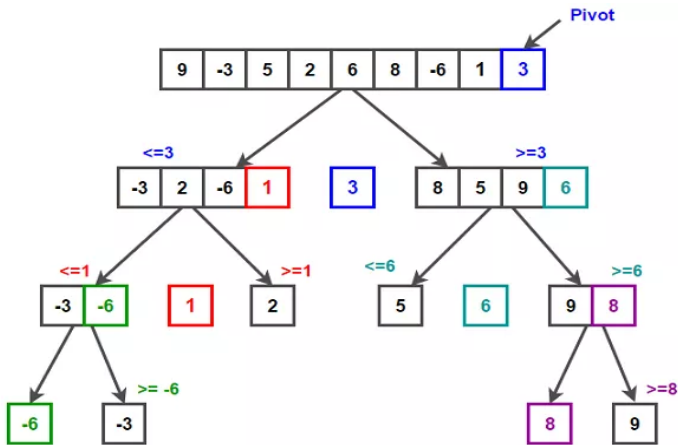 Pivot
9 -3 5 2 6 8 -6 1 3
<=3 >=3
-3 2 -6 1 3 8 5 9 6
<=1 >=1 <=6 >=6
-3 -6 1 2 5 6 9 8
>= -6 >=8
-6 -3 8 9